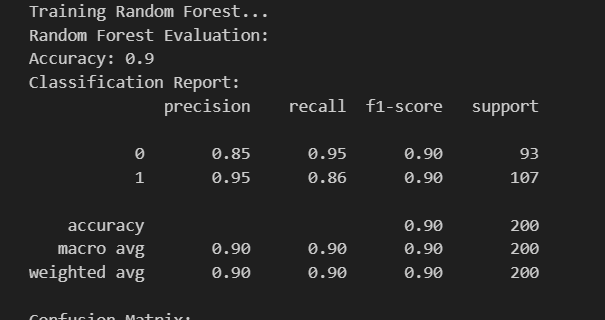 Training Random Forest...
Random Forest Evaluation:
Accuracy: 0.9
Classification Report:
precision recall f1-score support
0 0.85 0.95 0.90 93
1 0.95 0.86 0.90 107
accuracy 0.90 200
macro avg 0.90 0.90 0.90 200
weighted avg 0.90 0.90 0.90 200
Confusion Matrix: